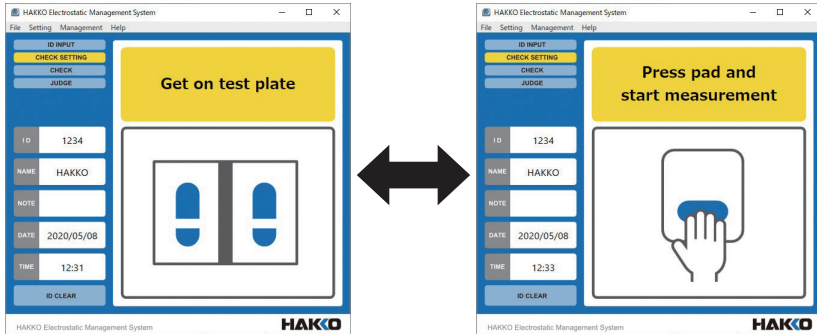 HAKKO Electrostatic Management System
File Setting Management Help
ID INPUT
CHECK SETTING
CHECK
JUDGE
Get on test plate
ID 1234
NAME HAKKO
NOTE
DATE 2020/05/08
TIME 12:31
ID CLEAR
HAKKO Electrostatic Management System
HAKKO
HAKKO Electrostatic Management System
File Setting Management Help
ID INPUT
CHECK SETTING
CHECK
JUDGE
Press pad and
start measurement
ID 1234
NAME HAKKO
NOTE
DATE 2020/05/08
TIME 12:33
ID CLEAR
HAKKO Electrostatic Management System
HAKKO